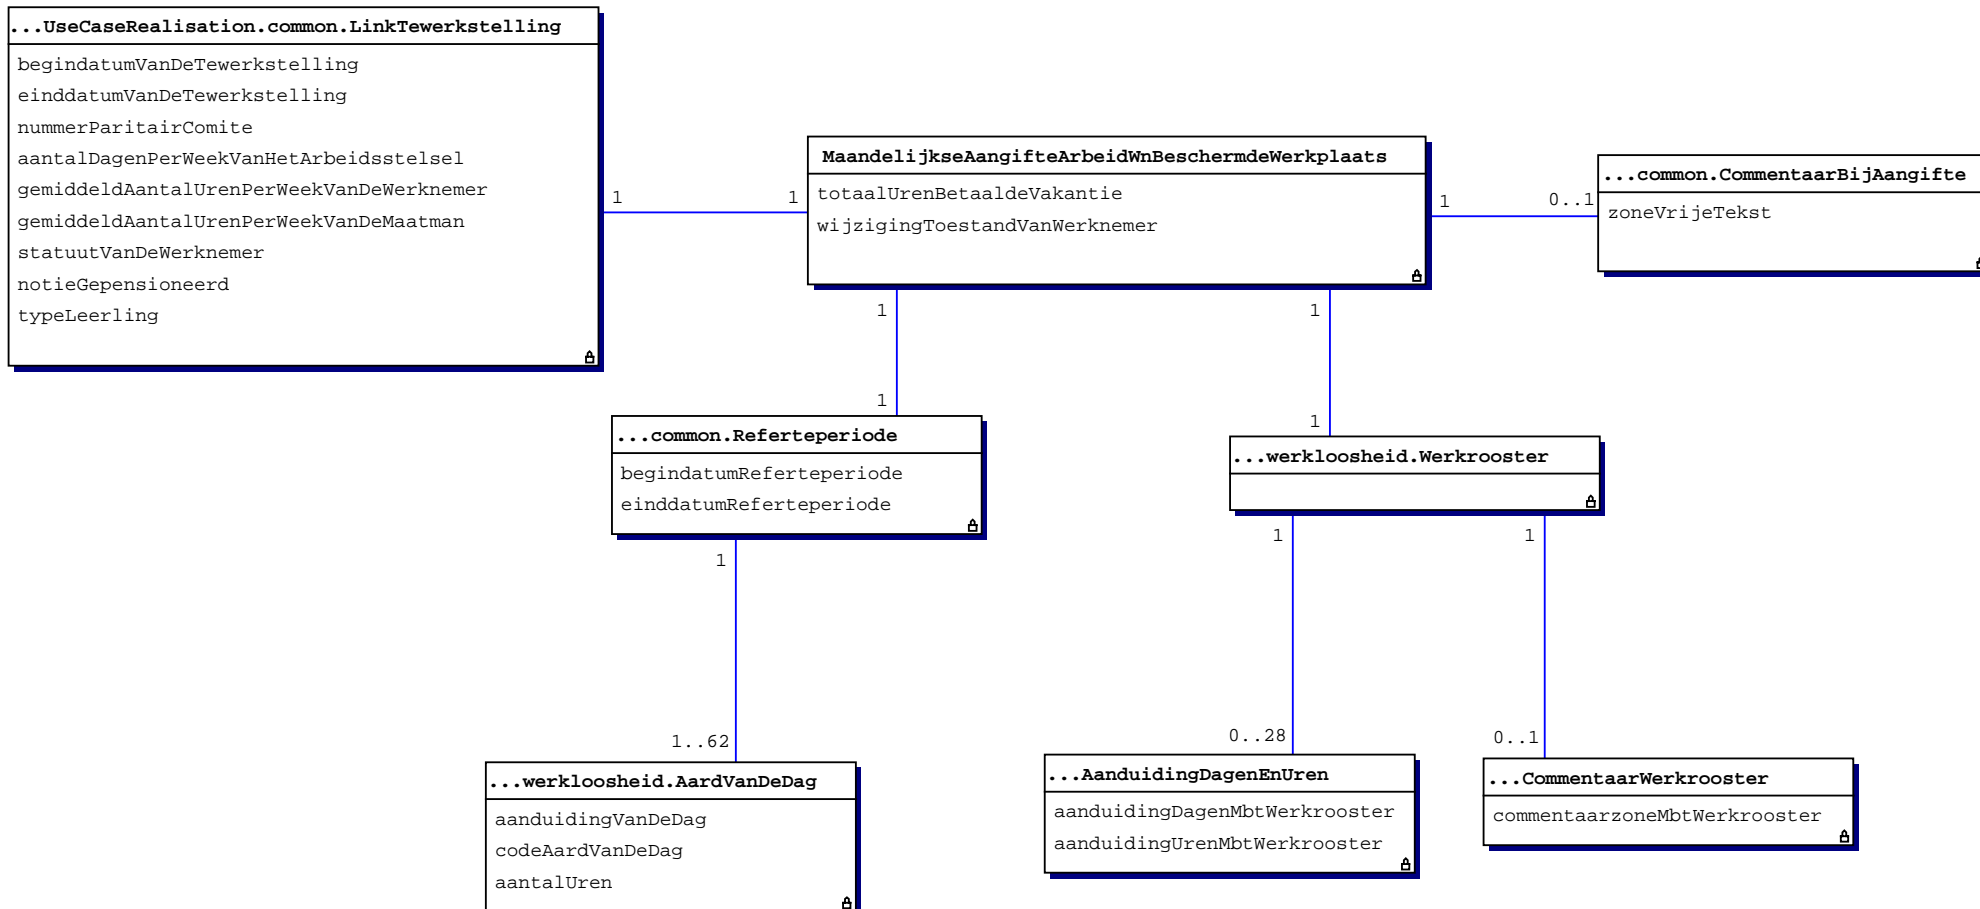 ...UseCaseRealisation.common.LinkTewerkstelling
begindatumVanDeTewerkstelling
einddatumVanDeTewerkstelling
nummerParitairComite
aantalDagenPerWeekVanHetArbeidsstelsel
gemiddeldAantalUrenPerWeekVanDeWerknemer
gemiddeldAantalUrenPerWeekVanDeMaatman
statuutVanDeWerknemer
notieGepensioneerd
typeLeerling
1
1
MaandelijkseAangifteArbeidWnBeschermdeWerkplaats
totaalUrenBetaaldeVakantie
wijzigingToestandVanWerknemer
1
0..1
...common.CommentaarBijAangifte
zoneVrijeTekst
1
1
1
1
...common.Referteperiode
begindatumReferteperiode
einddatumReferteperiode
...werkloosheid.Werkrooster
1
1
1
1..62
0..28
0..1
...werkloosheid.AardVanDeDag
aanduidingVanDeDag
codeAardVanDeDag
aantalUren
...AanduidingDagenEnUren
aanduidingDagenMbtWerkrooster
aanduidingUrenMbtWerkrooster
...CommentaarWerkrooster
commentaarzoneMbtWerkrooster